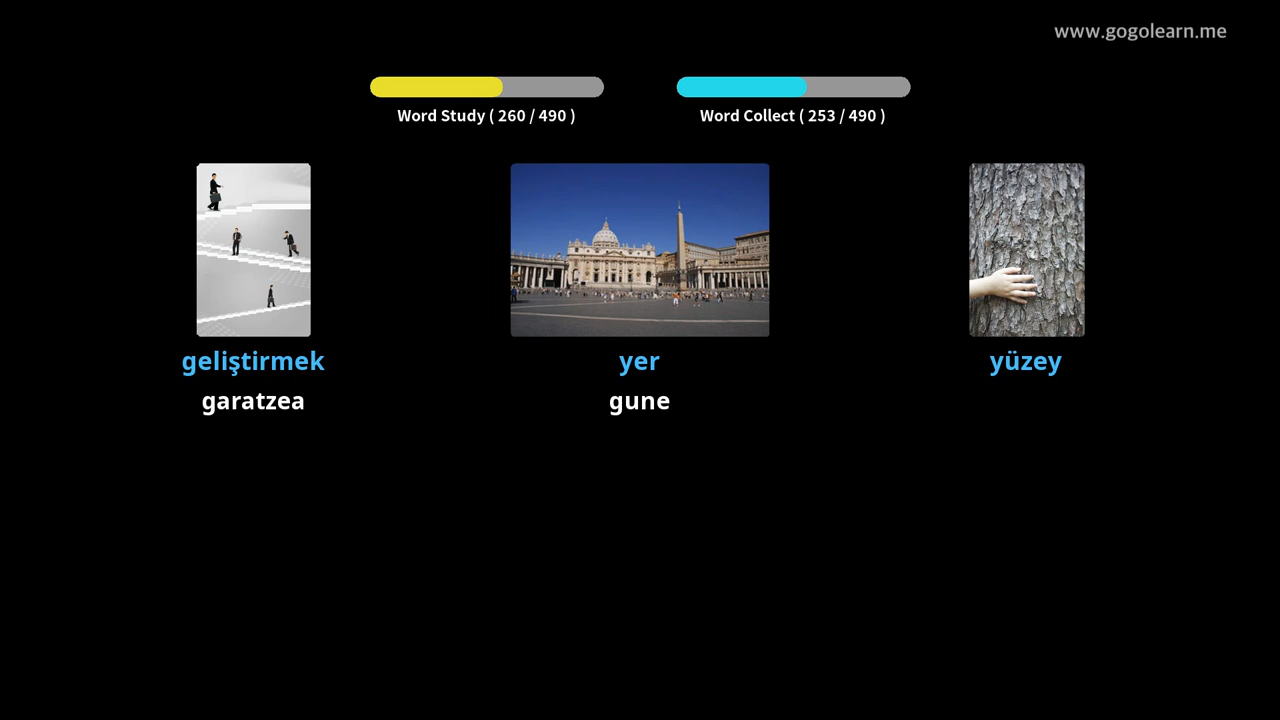 www.gogolearn.me
Word Study ( 260 / 490 )
Word Collect ( 253 / 490 )
geliştirmek
yer
yüzey
garatzea
gune